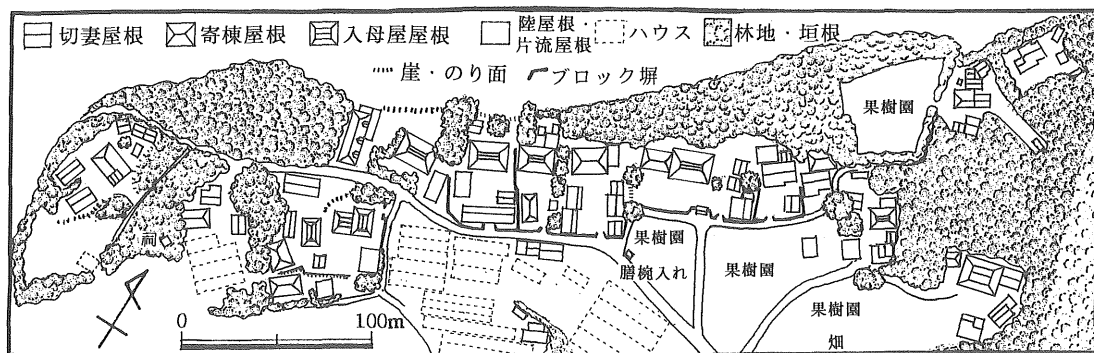 切妻屋根 寄棟屋根 入母屋屋根 陸屋根 片流屋根 ハウス 林地・垣根
崖・のり面 ブロック塀
果樹園
祠
果樹園
膳椀入れ
果樹園
果樹園
畑
0 100m